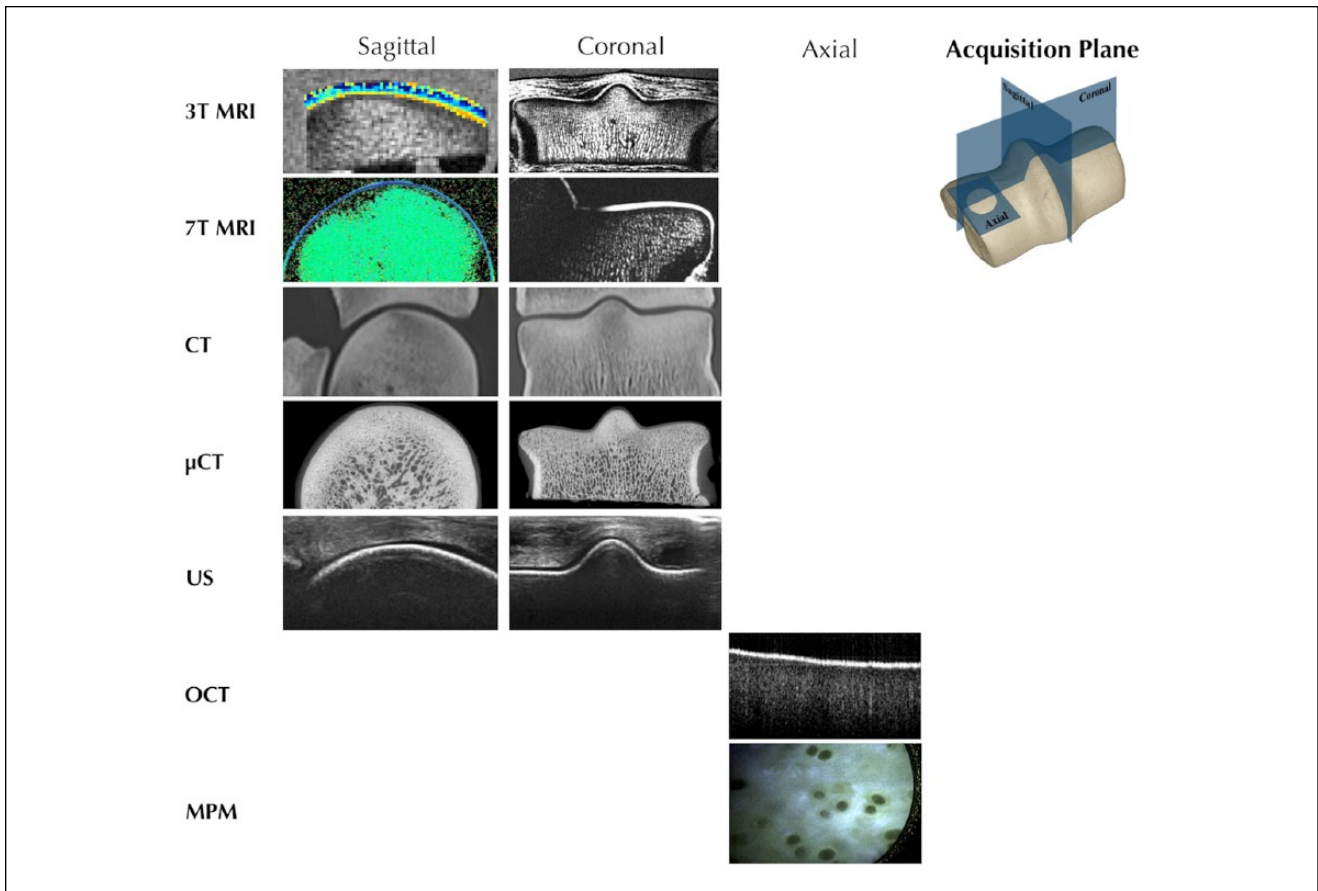 Sagittal Coronal Axial Acquisition Plane
Sagittal
Coronal
Axial
3T MRI
7T MRI
CT
µCT
US
OCT
MPM